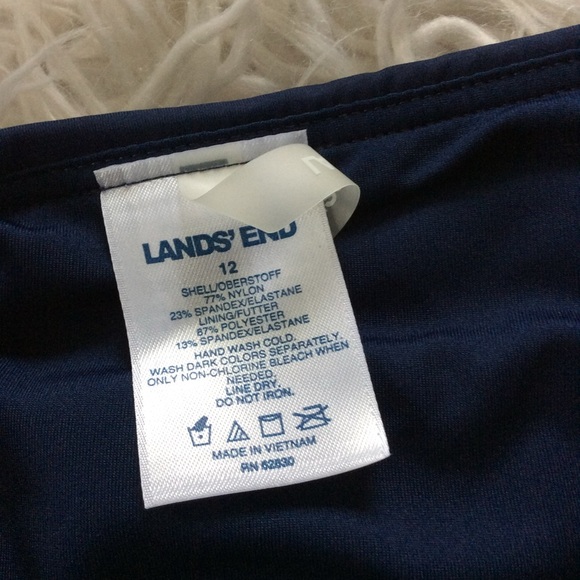 LANDS' END
12
SHELL/OBERSTOFF
77% NYLON
23% SPANDEX/ELASTANE
LINING/FUTTER
87% POLYESTER
13% SPANDEX/ELASTANE
HAND WASH COLD.
WASH DARK COLORS SEPARATELY.
ONLY NON-CHLORINE BLEACH WHEN
NEEDED.
LINE DRY.
DO NOT IRON.
MADE IN VIETNAM
RN 62830